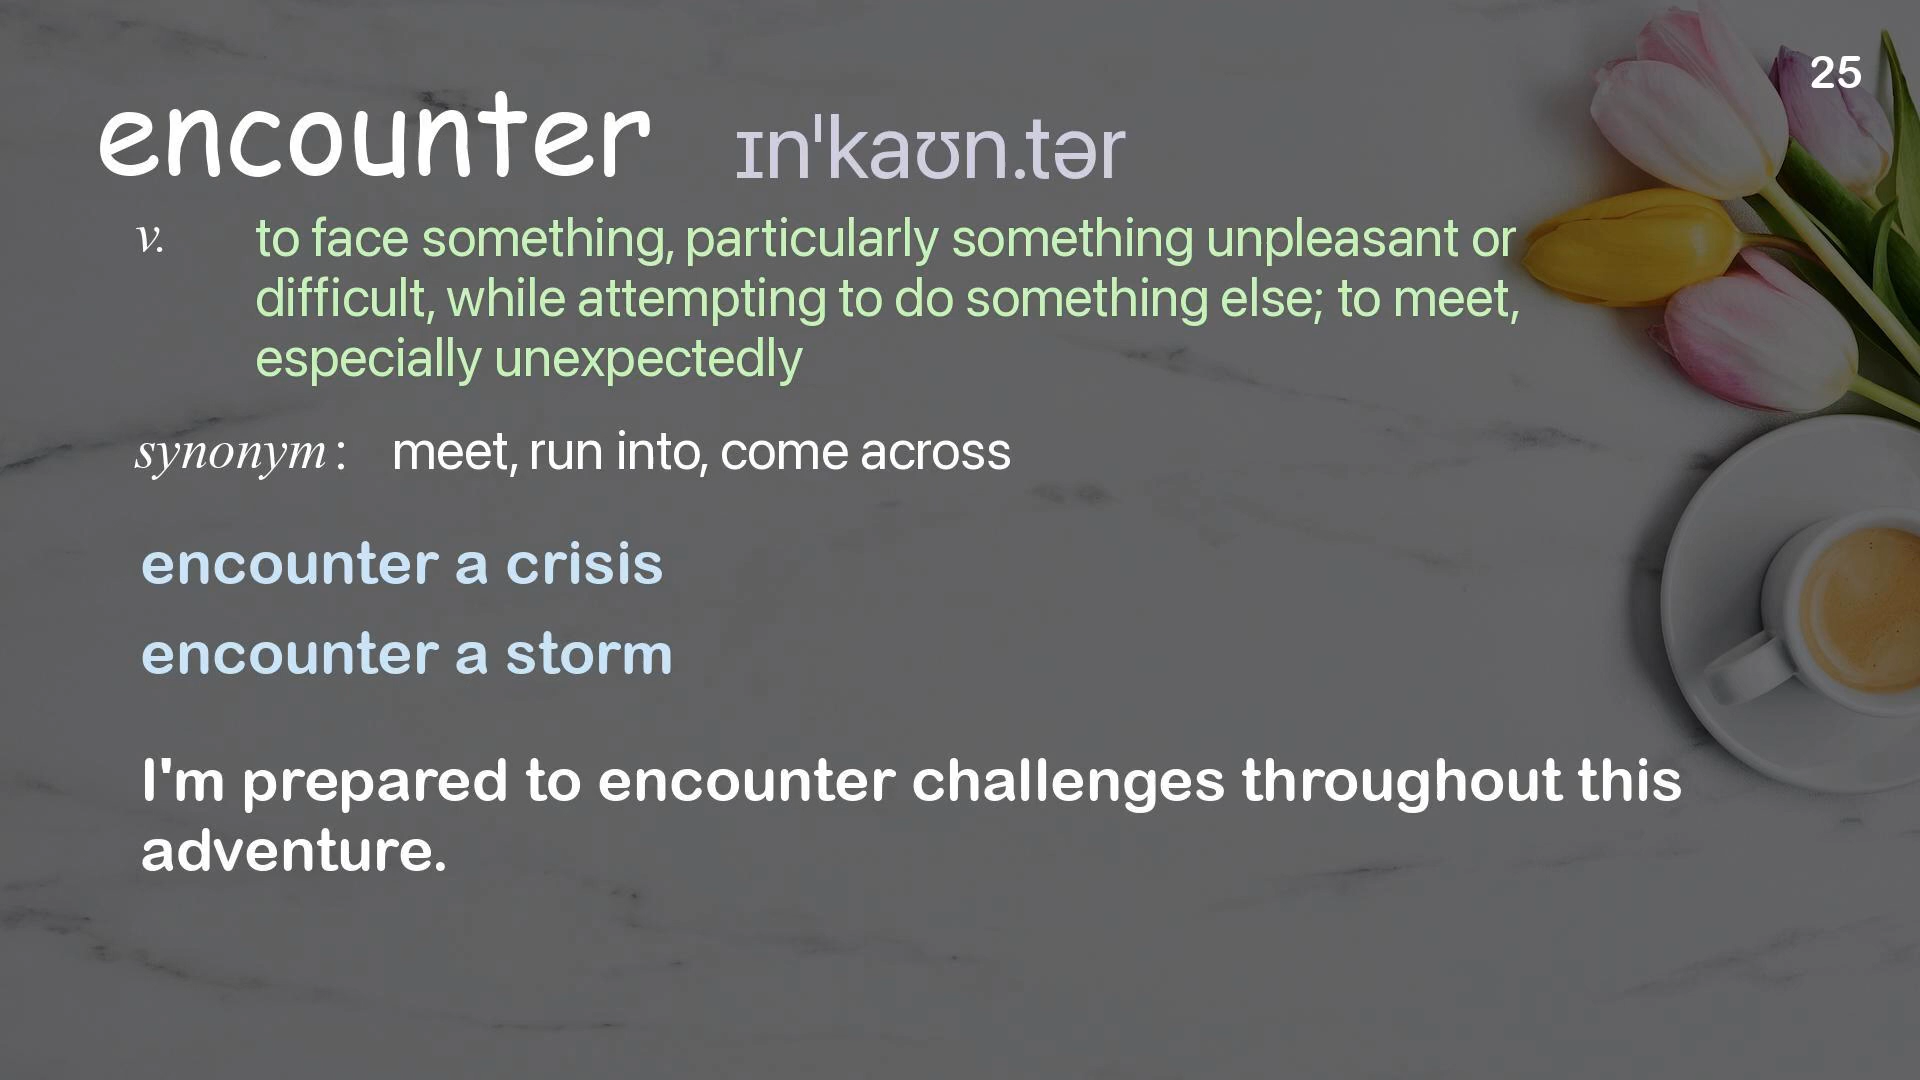 25
encounter ɪnˈkaʊn.tər
v. to face something, particularly something unpleasant or
difficult, while attempting to do something else; to meet,
especially unexpectedly
synonym : meet, run into, come across
encounter a crisis
encounter a storm
I'm prepared to encounter challenges throughout this
adventure.